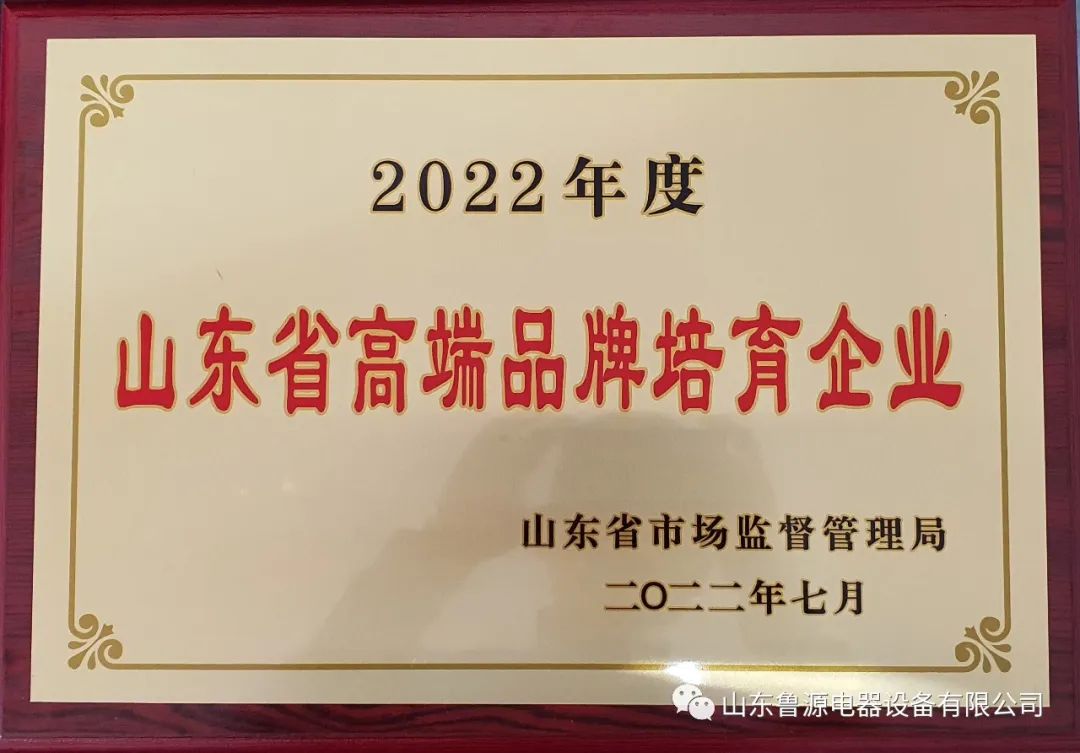 2022年度
山东省高端品牌培育企业
山东省市场监督管理局
二〇二二年七月
山东鲁源电器设备有限公司